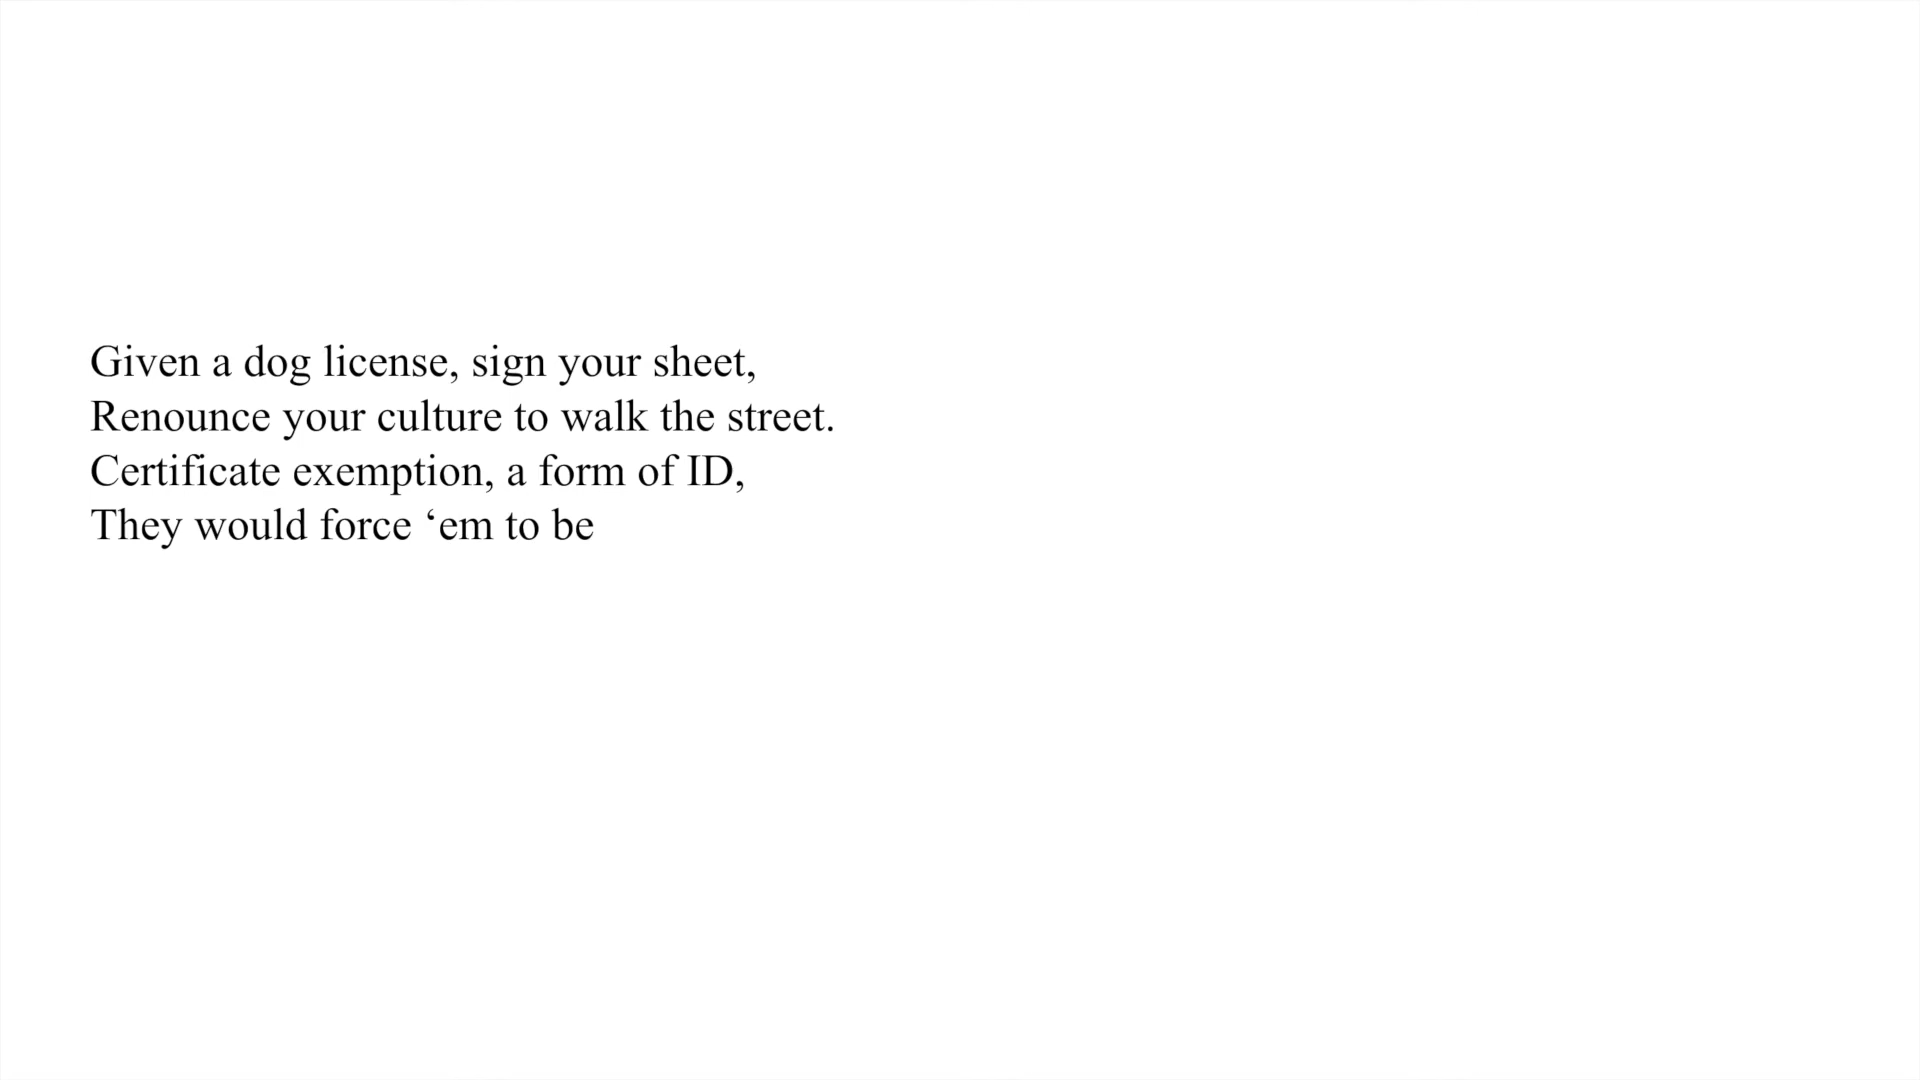 Given a dog license, sign your sheet,
Renounce your culture to walk the street.
Certificate exemption, a form of ID,
They would force ‘em to be